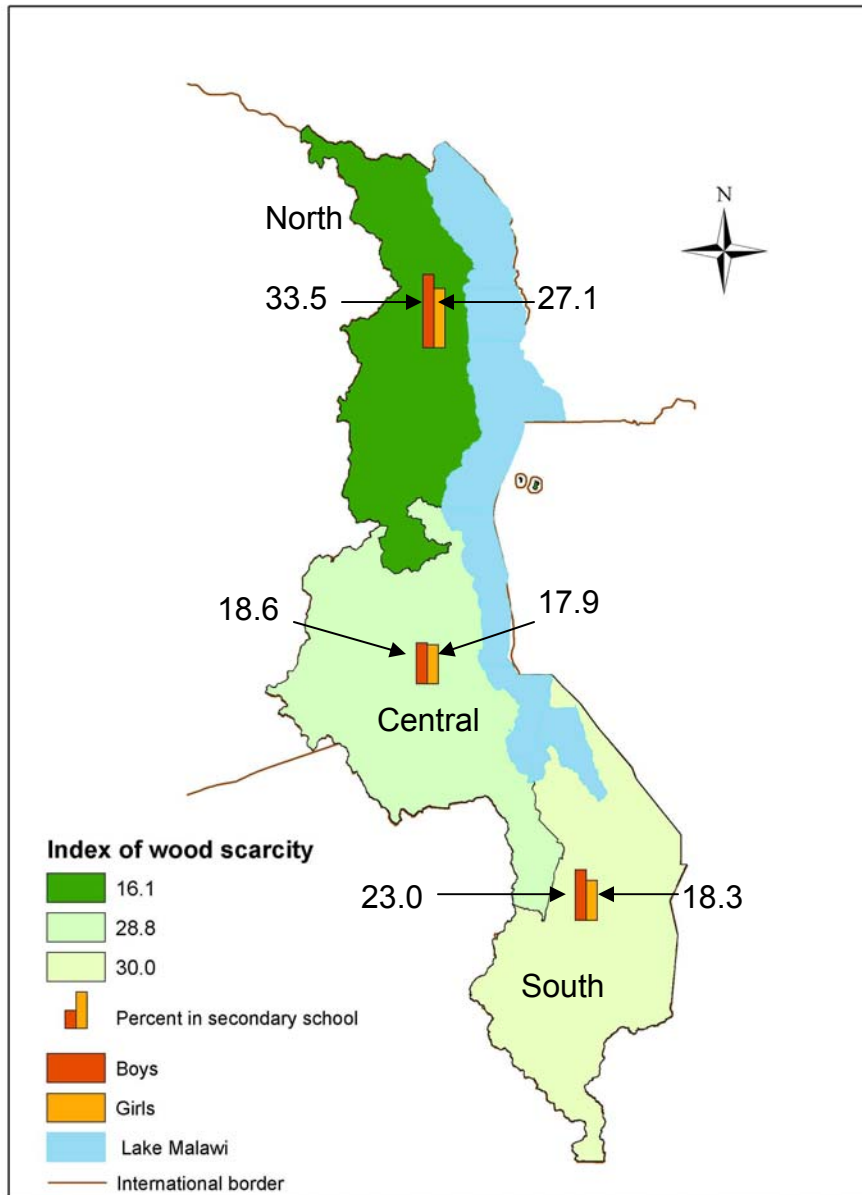 N
North
33.5 27.1
18.6 17.9
Central
Index of wood scarcity
16.1
28.8
30.0
23.0 18.3
South
Percent in secondary school
Boys
Girls
Lake Malawi
International border